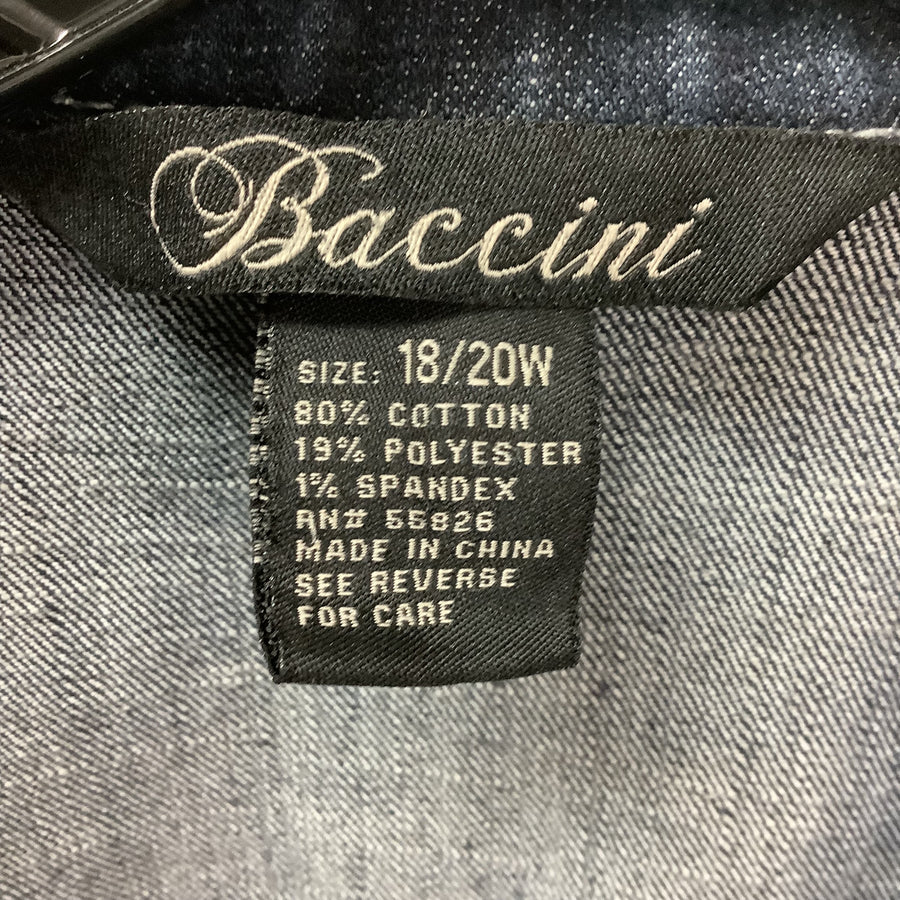 Baccini
SIZE: 18/20W
80% COTTON
19% POLYESTER
1% SPANDEX
RN# 55826
MADE IN CHINA
SEE REVERSE
FOR CARE